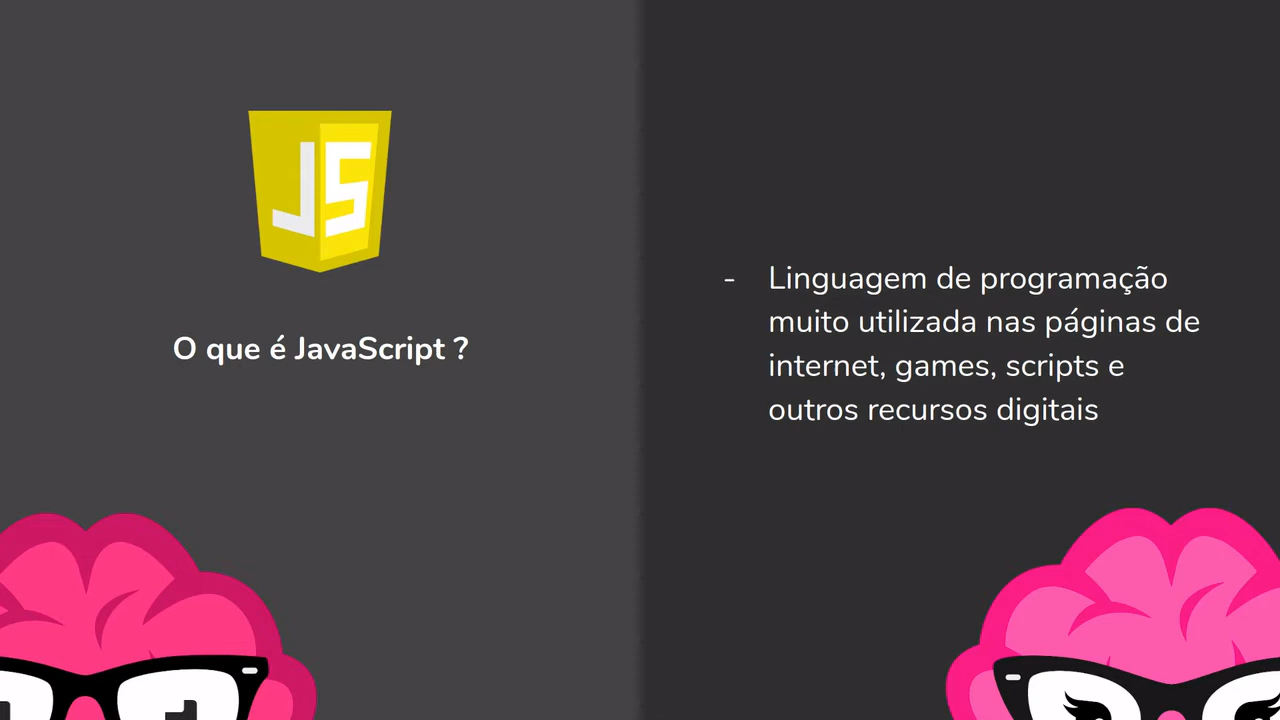 JS
O que é JavaScript ?
- Linguagem de programação
muito utilizada nas páginas de
internet, games, scripts e
outros recursos digitais